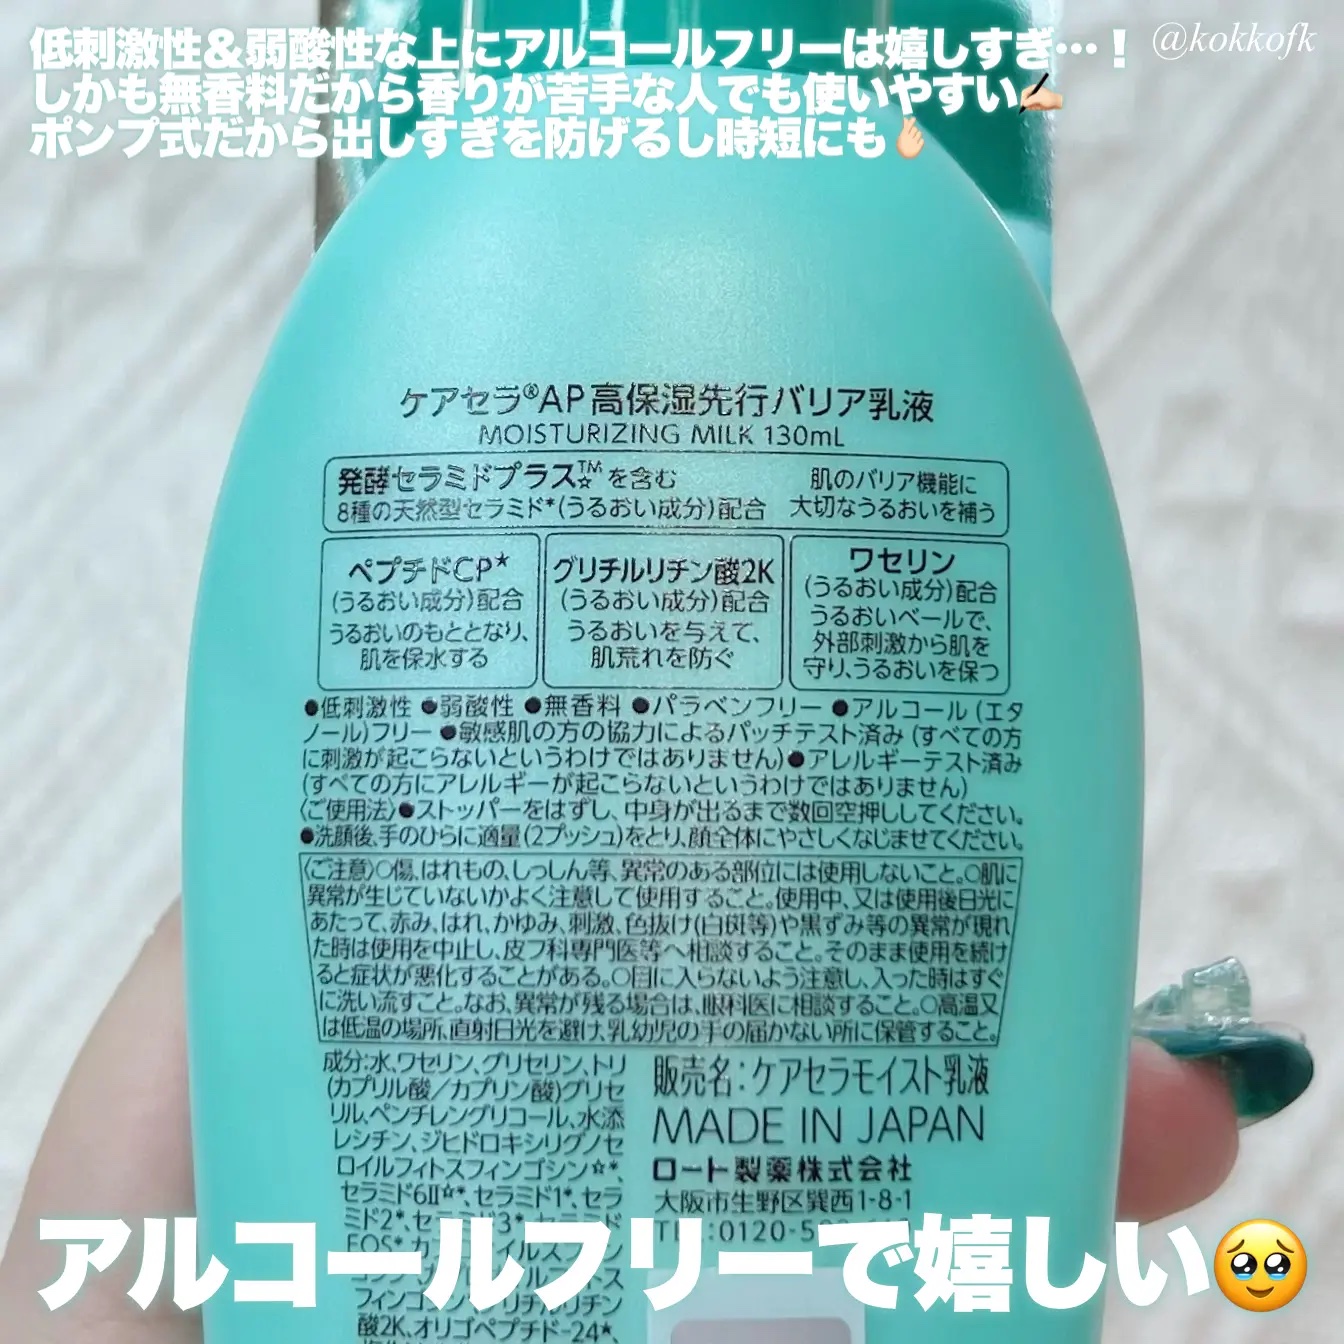 低刺激性&弱酸性な上にアルコールフリーは嬉しすぎ…！
@kokkofk
しかも無香料だから香りが苦手な人でも使いやすい✍🏻
ポンプ式だから出しすぎを防げるし時短にも🫰🏻
ケアセラ®AP高保湿先行バリア乳液
MOISTURIZING MILK 130mL
発酵セラミドプラス™☆を含む
8種の天然型セラミド*(うるおい成分)配合
肌のバリア機能に
大切なうるおいを補う
ペプチドCP★
(うるおい成分)配合
うるおいのもととなり、
肌を保水する
グリチルリチン酸2K
(うるおい成分)配合
うるおいを与えて、
肌荒れを防ぐ
ワセリン
(うるおい成分)配合
うるおいベールで、
外部刺激から肌を
守り、うるおいを保つ
●低刺激性 ●弱酸性 ●無香料 ●パラベンフリー ●アルコール(エタ
ノール)フリー ●敏感肌の方の協力によるパッチテスト済み(すべての方
に刺激が起こらないというわけではありません)●アレルギーテスト済み
(すべての方にアレルギーが起こらないというわけではありません)
〈ご使用法〉●ストッパーをはずし、中身が出るまで数回空押ししてください。
●洗顔後、手のひらに適量(2プッシュ)をとり、顔全体にやさしくなじませてください。
〈ご注意〉○傷、はれもの、しっしん等、異常のある部位には使用しないこと。○肌に
異常が生じていないかよく注意して使用すること。使用中、又は使用後日光に
あたって、赤み、はれ、かゆみ、刺激、色抜け(白斑等)や黒ずみ等の異常が現れ
た時は使用を中止し、皮フ科専門医等へ相談すること。そのまま使用を続け
ると症状が悪化することがある。○目に入らないよう注意し、入った時はすぐ
に洗い流すこと。なお、異常が残る場合は、眼科医に相談すること。○高温又
は低温の場所、直射日光を避け、乳幼児の手の届かない所に保管すること。
成分:水、ワセリン、グリセリン、トリ
(カプリル酸/カプリン酸)グリセ
リル、ペンチレングリコール、水添
レシチン、ジヒドロキシリグノセ
ロイルフィトスフィンゴシン☆*、
セラミド6II☆*、セラミド1*、セラ
ミド2*、セラミド3*、セラミド
EOS*、カ
フィンゴシン、グリチルリチン
酸2K、オリゴペプチド-24★、
販売名:ケアセラモイスト乳液
MADE IN JAPAN
ロート製薬株式会社
大阪市生野区巽西1-8-1
TEL:0120-5
アルコールフリーで嬉しい🥹